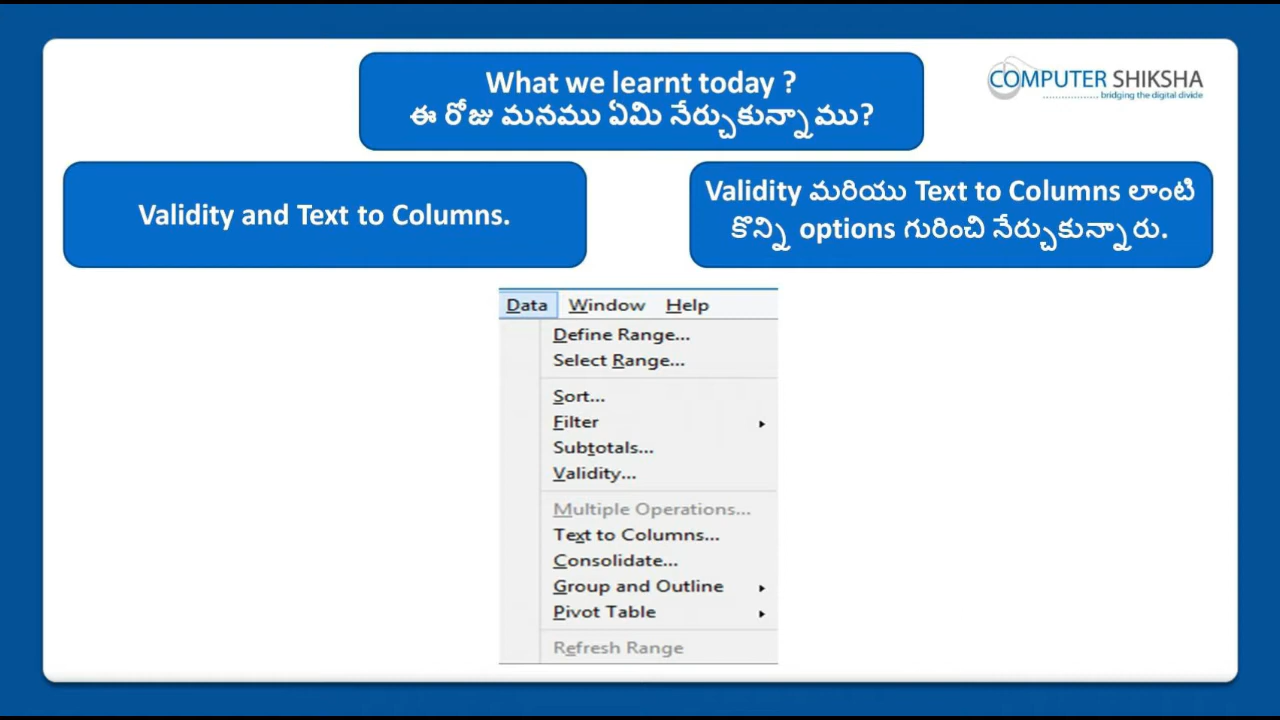 What we learnt today ?
ఈ రోజు మనము ఏమి నేర్చుకున్నాము?
COMPUTER SHIKSHA
bridging the digital divide
Validity and Text to Columns.
Validity మరియు Text to Columns లాంటి
కొన్ని options గురించి నేర్చుకున్నారు.
Data Window Help
Define Range...
Select Range...
Sort...
Filter
Subtotals...
Validity...
Multiple Operations...
Text to Columns...
Consolidate...
Group and Outline
Pivot Table
Refresh Range